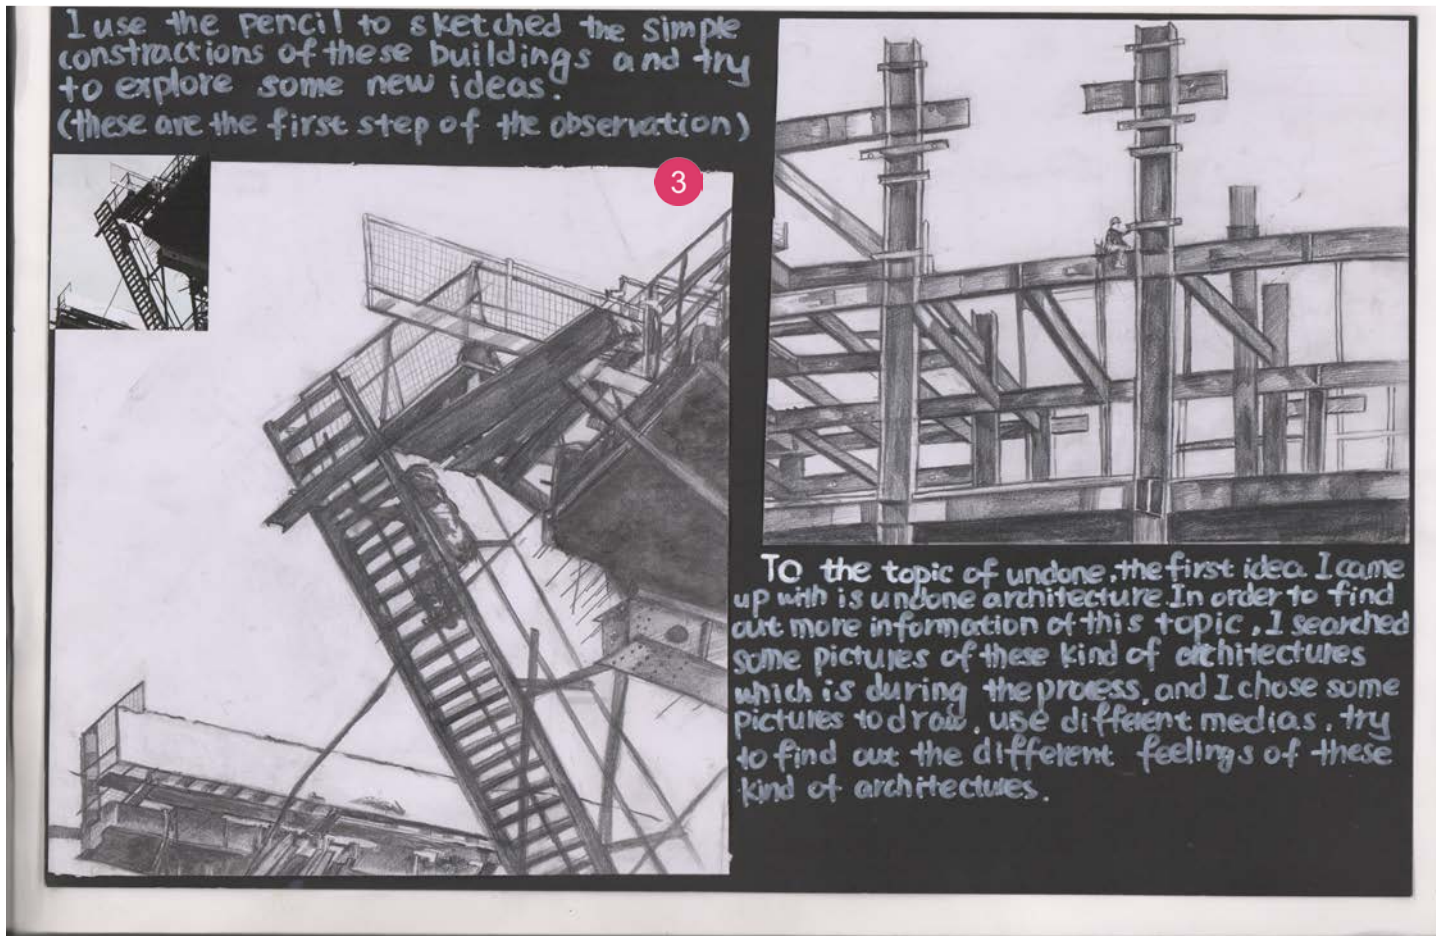 I use the pencil to sketched the simple
constractions of these buildings and try
to explore some new ideas.
(these are the first step of the observation)
3
To the topic of undone, the first idea I came
up with is undone architecture. In order to find
out more information of this topic, I searched
some pictures of these kind of architectures
which is during the process, and I chose some
pictures to draw, use different medias, try
to find out the different feelings of these
kind of architectures.